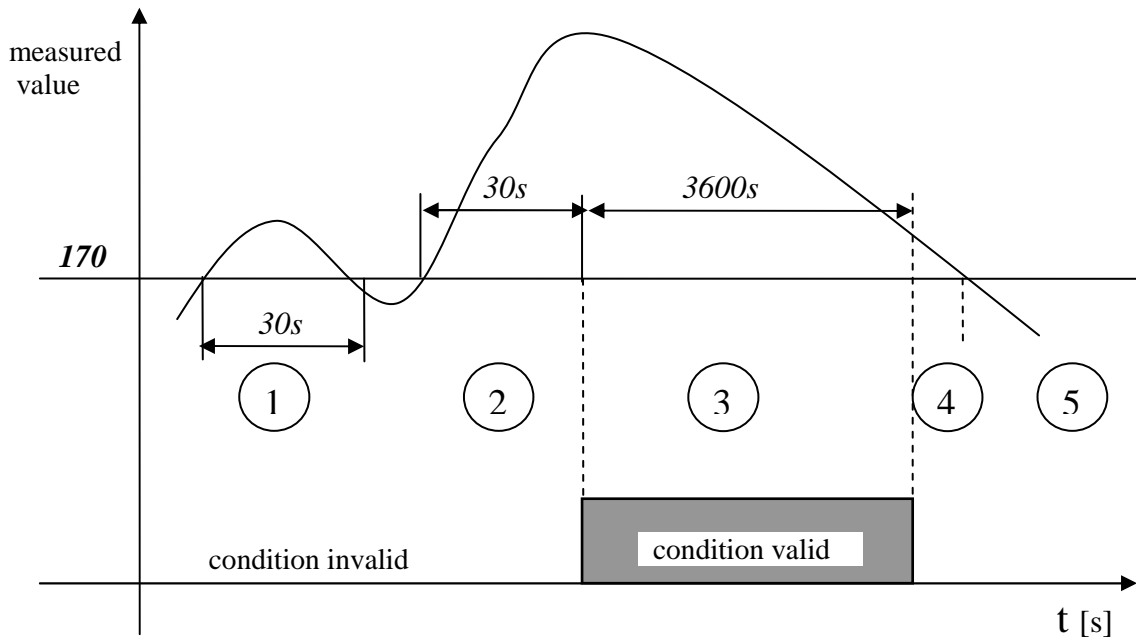 measured
value
30s
3600s
170
30s
1
2
3
4
5
condition invalid
condition valid
t [s]